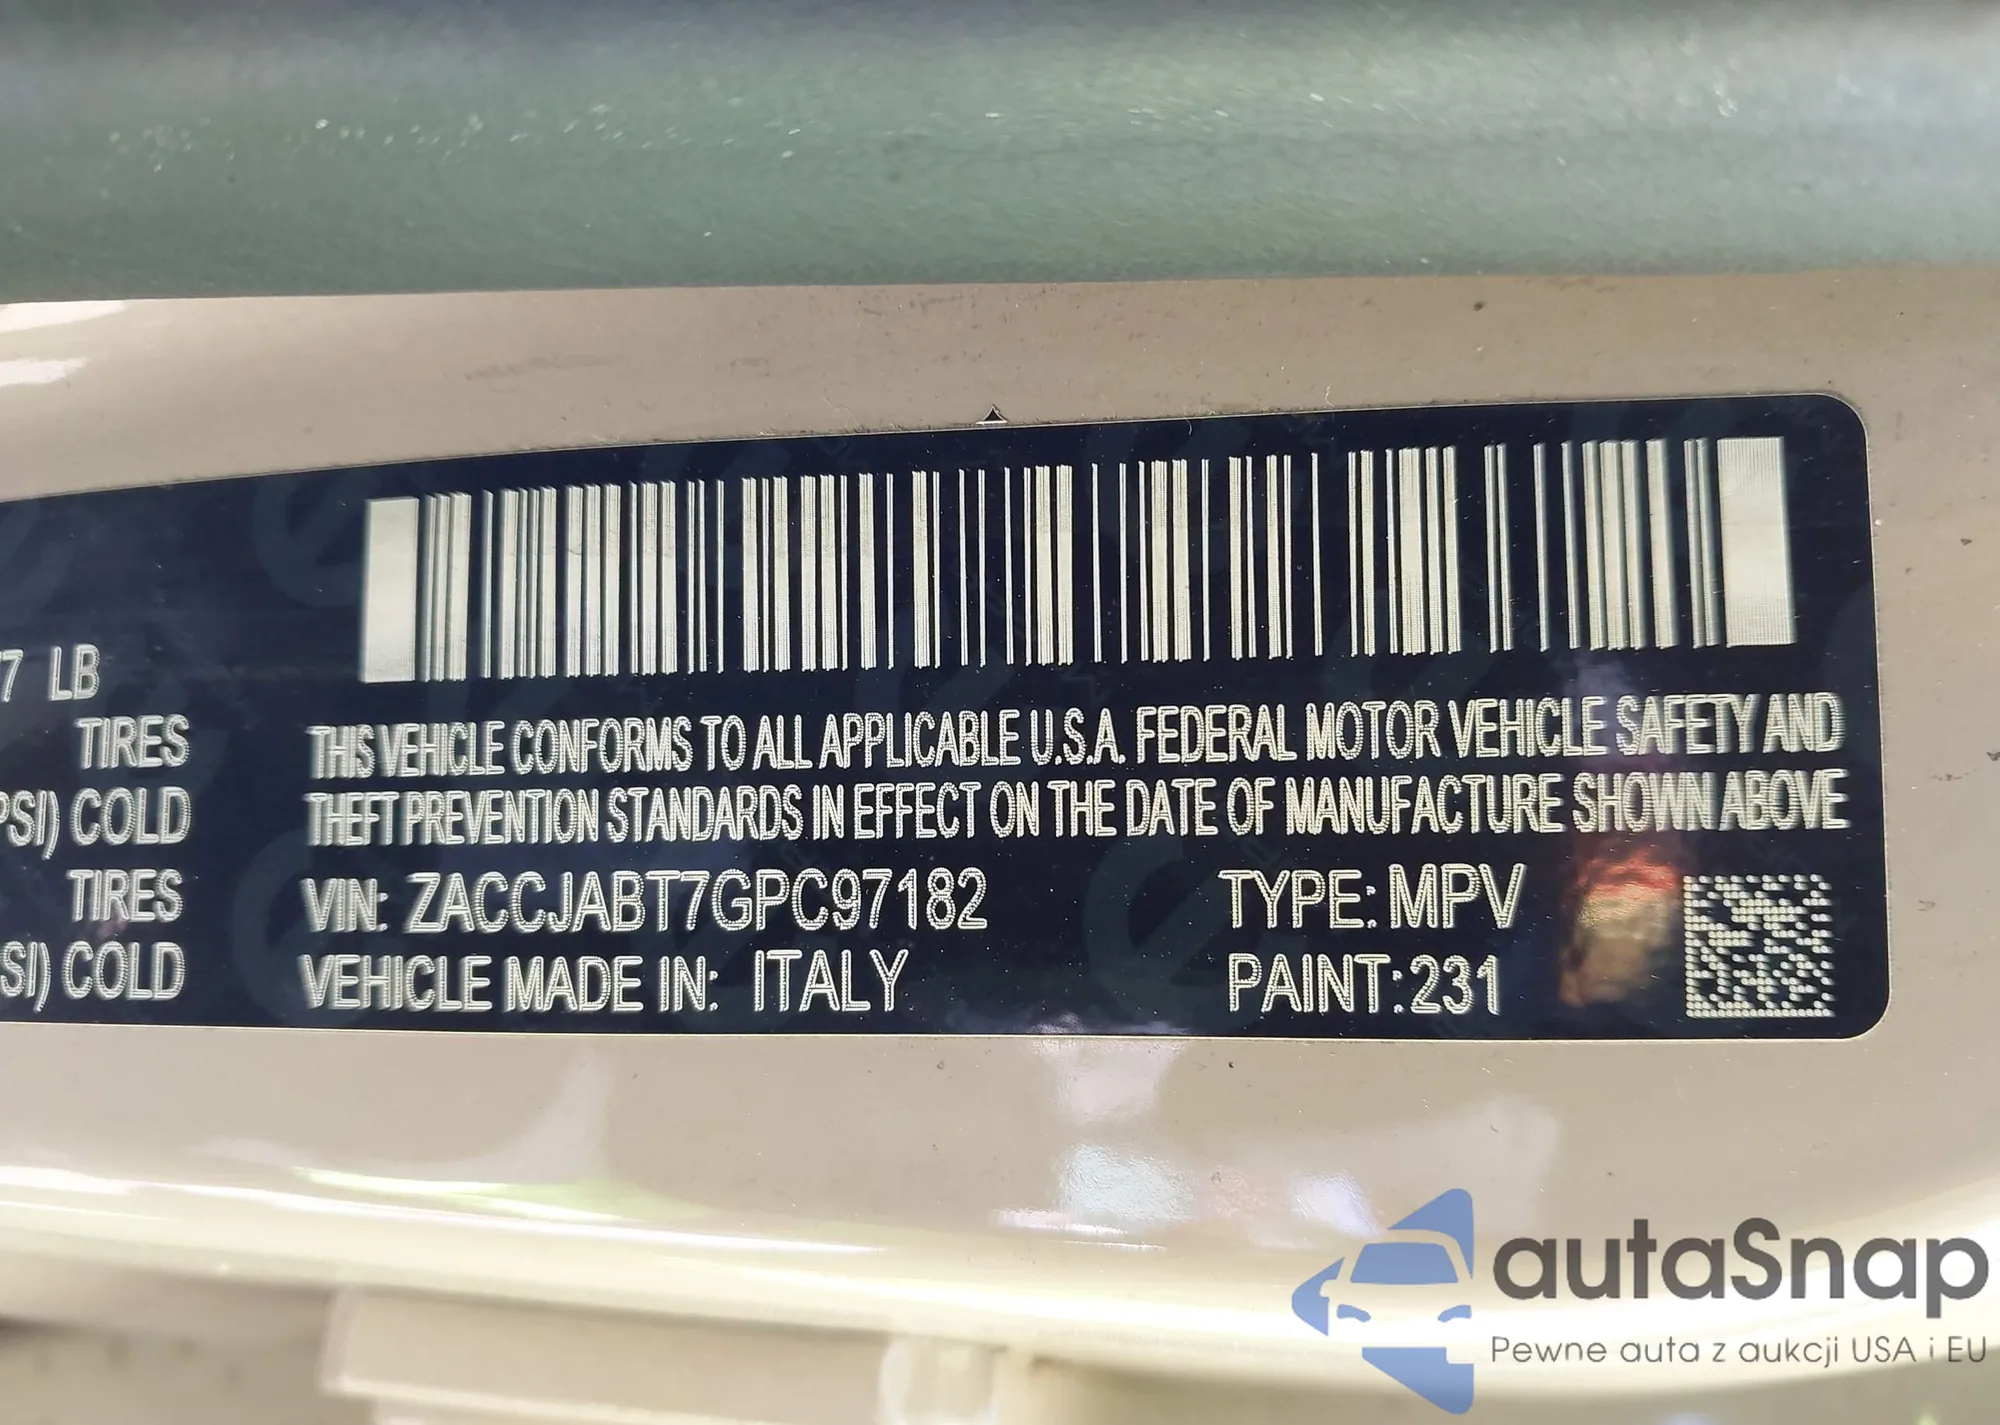 7 LB
TIRES
PSI) COLD
TIRES
SI) COLD
THIS VEHICLE CONFORMS TO ALL APPLICABLE U.S.A. FEDERAL MOTOR VEHICLE SAFETY AND
THEFT PREVENTION STANDARDS IN EFFECT ON THE DATE OF MANUFACTURE SHOWN ABOVE
VIN: ZACCJABT7GPC97182 TYPE: MPV
VEHICLE MADE IN: ITALY PAINT:231
autaSnap
Pewne auta z aukcji USA i EU